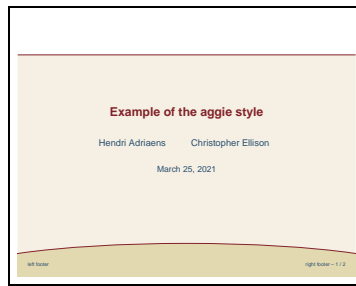 Example of the aggie style
Hendri Adriaens Christopher Ellison
March 25, 2021
left footer right footer – 1 / 2